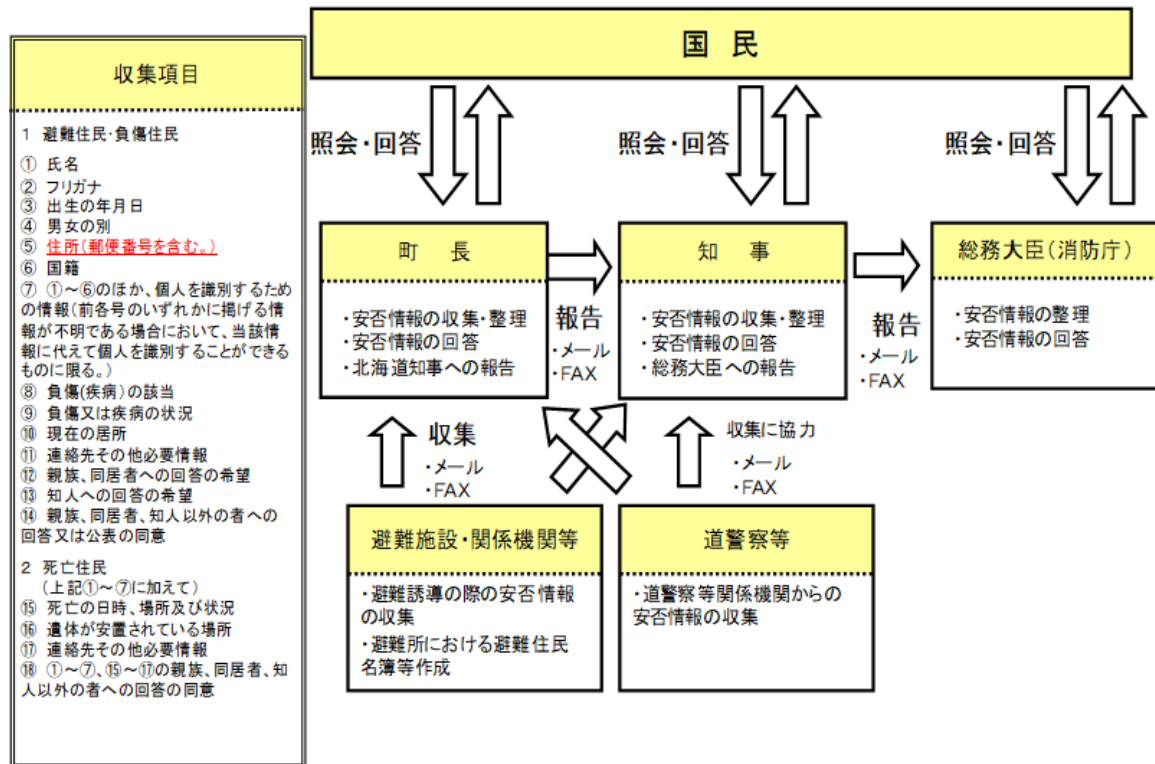 国 民
収集項目
1 避難住民・負傷住民
① 氏名
② フリガナ
③ 出生の年月日
④ 男女の別
⑤ 住所(郵便番号を含む。)
⑥ 国籍
⑦ ①~⑥のほか、個人を識別するため
の情報(前各号のいずれかに掲げる情
報が不明である場合において、当該情
報に代えて個人を識別することができる
ものに限る。)
⑧ 負傷(疾病)の該当
⑨ 負傷又は疾病の状況
⑩ 現在の居所
⑪ 連絡先その他必要情報
⑫ 親族、同居者への回答の希望
⑬ 知人への回答の希望
⑭ 親族、同居者、知人以外の者への
回答又は公表の同意
2 死亡住民
(上記①~⑦に加えて)
⑮ 死亡の日時、場所及び状況
⑯ 遺体が安置されている場所
⑰ 連絡先その他必要情報
⑱ ①~⑦、⑮~⑰の親族、同居者、知
人以外の者への回答の同意
照会・回答
照会・回答
照会・回答
町 長
・安否情報の収集・整理
・安否情報の回答
・北海道知事への報告
報告
・メール
・FAX
知 事
・安否情報の収集・整理
・安否情報の回答
・総務大臣への報告
報告
・メール
・FAX
総務大臣(消防庁)
・安否情報の整理
・安否情報の回答
収集
・メール
・FAX
収集に協力
・メール
・FAX
避難施設・関係機関等
・避難誘導の際の安否情報
の収集
・避難所における避難住民
名簿等作成
道警察等
・道警察等関係機関からの
安否情報の収集